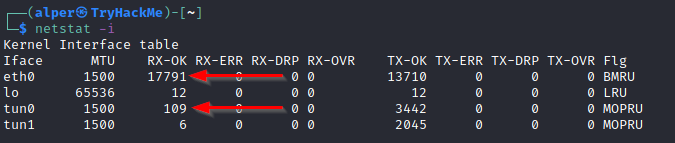 ┌──(alper㉿TryHackMe)-[~]
└─$ netstat -i
Kernel Interface table
Iface      MTU    RX-OK RX-ERR RX-DRP RX-OVR    TX-OK TX-ERR TX-DRP TX-OVR Flg
eth0      1500    17791      0      0 0         13710      0      0      0 BMRU
lo       65536       12      0      0 0            12      0      0      0 LRU
tun0      1500      109      0      0 0          3442      0      0      0 MOPRU
tun1      1500        6      0      0 0          2045      0      0      0 MOPRU